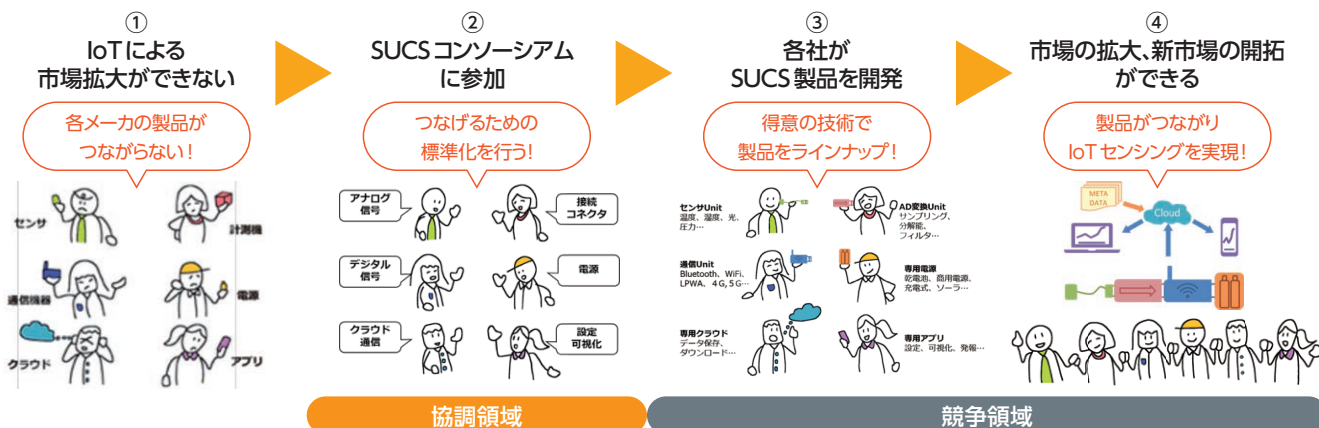 ①
IoTによる
市場拡大ができない
各メーカの製品が
つながらない!
センサ
計測機
通信機器
電源
クラウド
アプリ
②
SUCSコンソーシアム
に参加
つなげるための
標準化を行う!
アナログ
信号
接続
コネクタ
デジタル
信号
電源
クラウド
通信
設定
可視化
③
各社が
SUCS製品を開発
得意の技術で
製品をラインナップ!
センサUnit
温度、湿度、光、
圧力…
AD変換Unit
サンプリング、
分解能、
フィルタ…
通信Unit
Bluetooth、WiFi、
LPWA、4G,5G…
専用電源
乾電池、商用電源、
充電式、ソーラ…
専用クラウド
データ保存、
ダウンロード…
専用アプリ
設定、可視化、発報…
④
市場の拡大、新市場の開拓
ができる
製品がつながり
IoTセンシングを実現!
META
DATA
Cloud
協調領域
競争領域